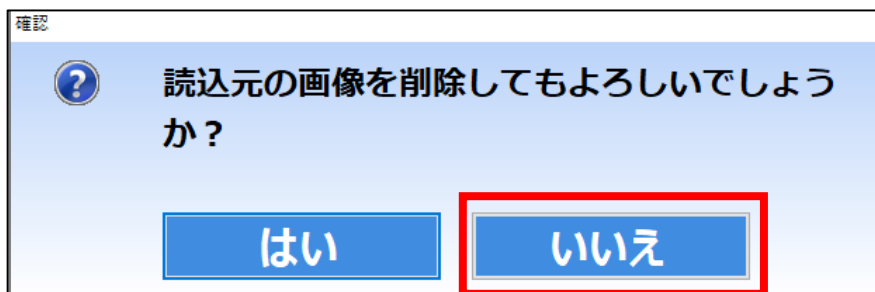 確認
読込元の画像を削除してもよろしいでしょう
か？
はい
いいえ